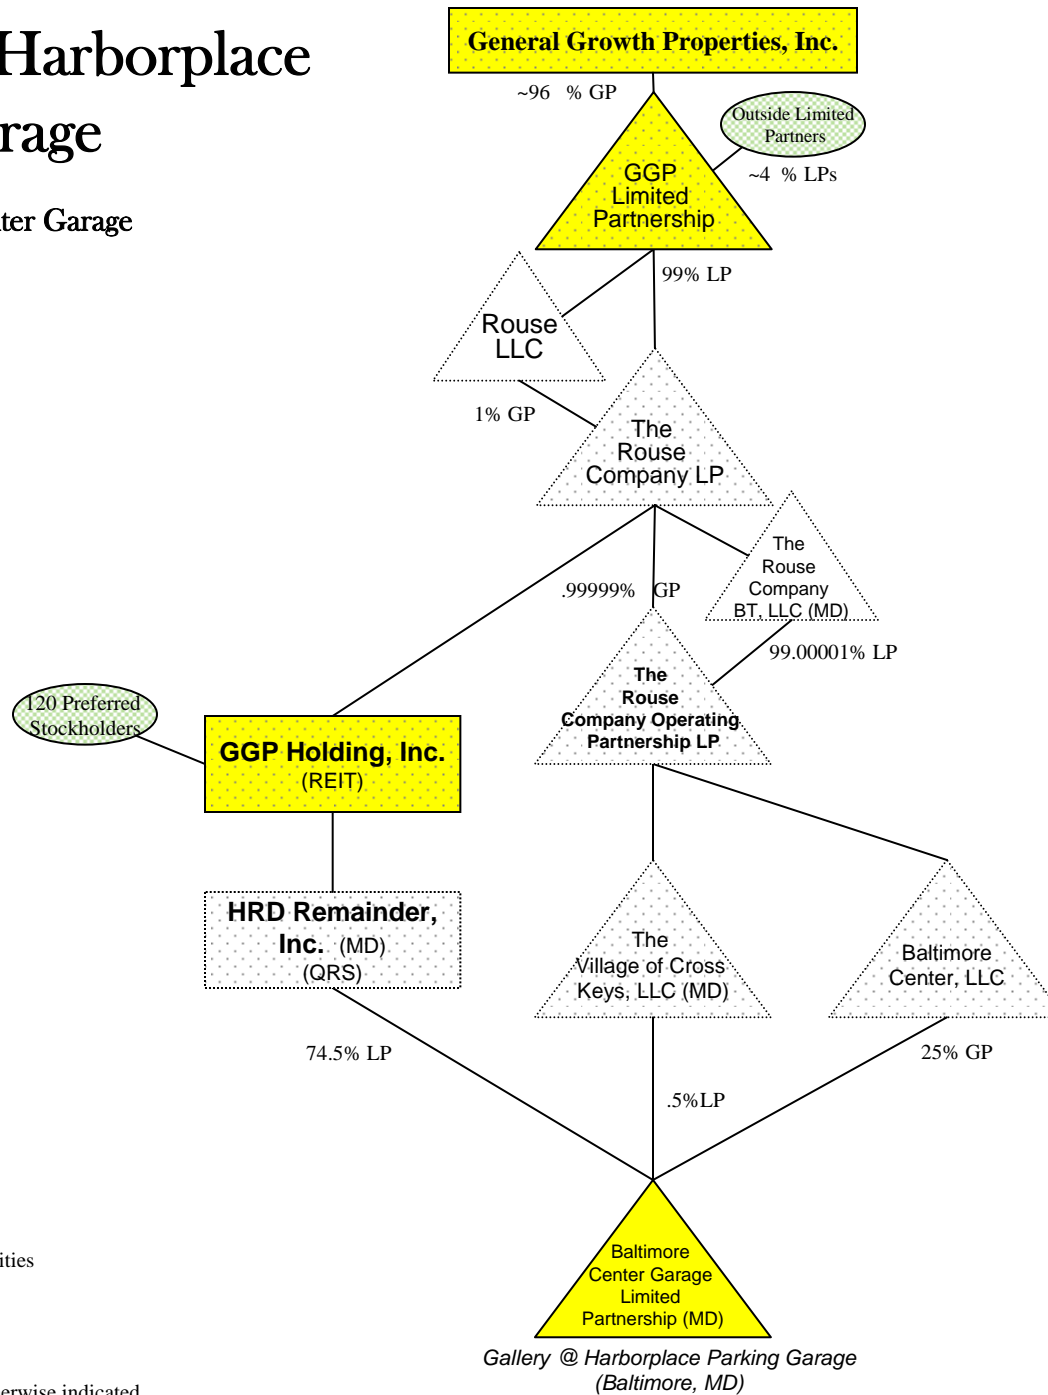 Harborplace
General Growth Properties, Inc.
~96 % GP
Outside Limited
Partners
~4 % LPs
GGP
Limited
Partnership
Garage
99% LP
Rouse
LLC
1% GP
The
Rouse
Company LP
The
Rouse
Company
BT, LLC (MD)
.99999% GP
99.00001% LP
The
Rouse
Company Operating
Partnership LP
120 Preferred
Stockholders
GGP Holding, Inc.
(REIT)
HRD Remainder,
Inc. (MD)
(QRS)
The
Village of Cross
Keys, LLC (MD)
Baltimore
Center, LLC
74.5% LP
25% GP
.5%LP
Baltimore
Center Garage
Limited
Partnership (MD)
Gallery @ Harborplace Parking Garage
(Baltimore, MD)
indicated